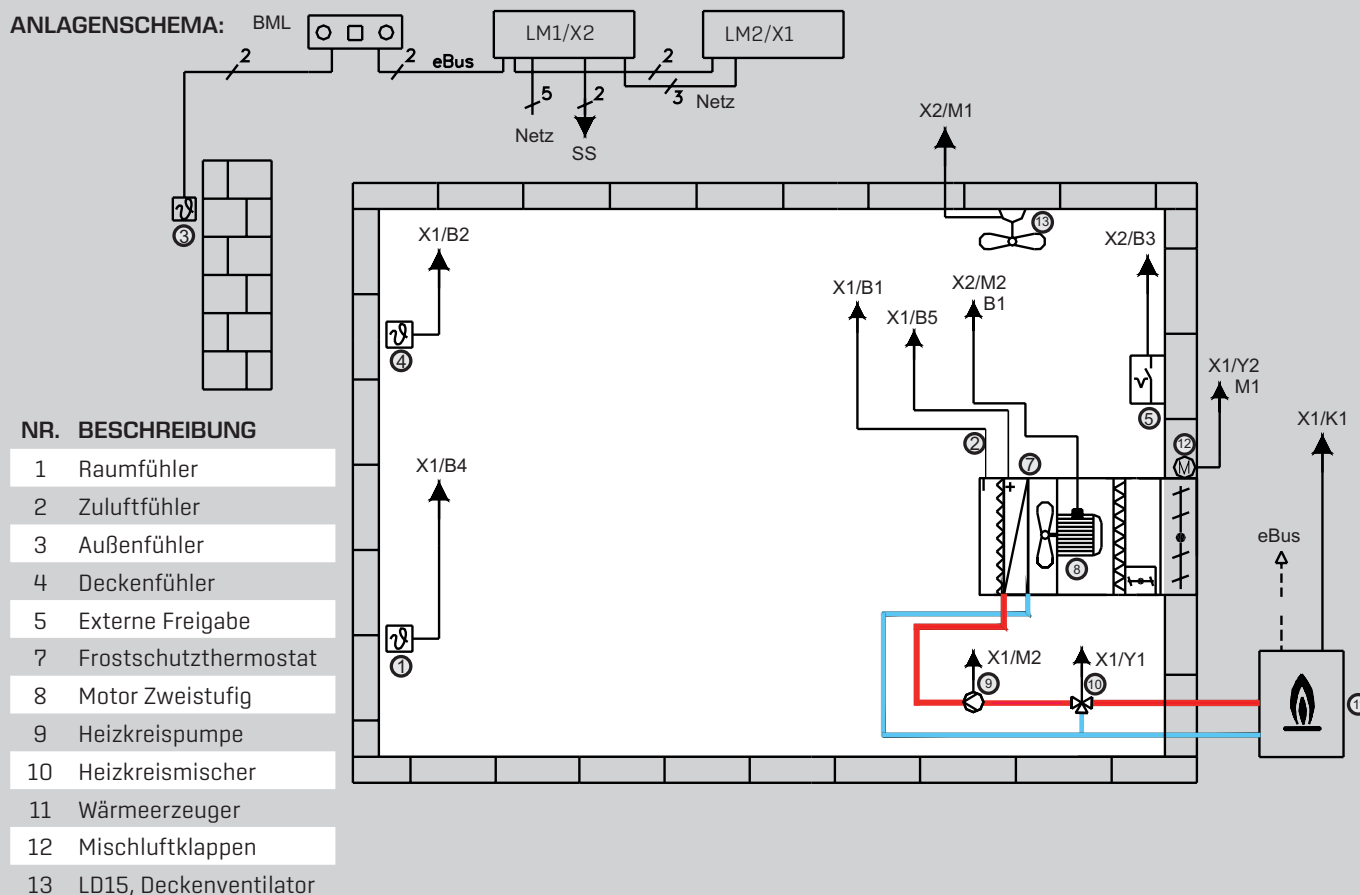 ANLAGENSCHEMA:
BML
LM1/X2
LM2/X1
2
2
eBus
2
5
2
3
Netz
Netz
SS
X2/M1
3
13
X1/B2
X2/B3
X1/B1
X2/M2
B1
X1/B5
4
X1/Y2
M1
5
X1/K1
2
7
12
M
X1/B4
8
eBus
1
X1/M2
X1/Y1
9
10
NR. BESCHREIBUNG
1 Raumfühler
2 Zuluftfühler
3 Außenfühler
4 Deckenfühler
5 Externe Freigabe
7 Frostschutzthermostat
8 Motor Zweistufig
9 Heizkreispumpe
10 Heizkreismischer
11 Wärmeerzeuger
12 Mischluftklappen
13 LD15, Deckenventilator